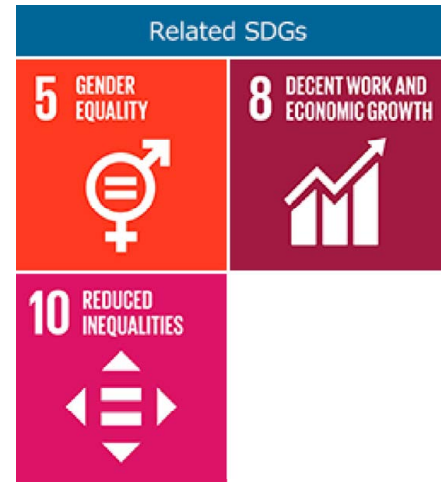 Related SDGs
5 GENDER
EQUALITY
8 DECENT WORK AND
ECONOMIC GROWTH
10 REDUCED
INEQUALITIES